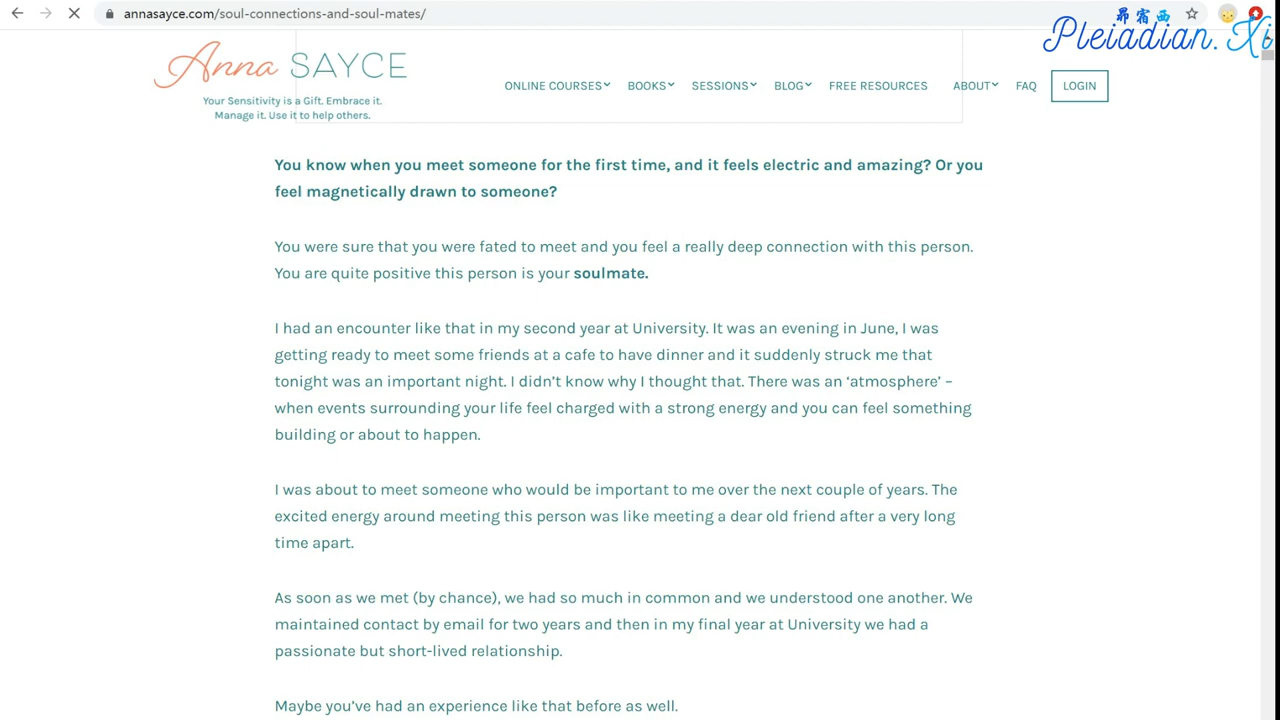 annasayce.com/soul-connections-and-soul-mates/
昴宿西
Pleiadian.Xi
Anna SAYCE
Your Sensitivity is a Gift. Embrace it.
Manage it. Use it to help others.
ONLINE COURSES BOOKS SESSIONS BLOG FREE RESOURCES ABOUT FAQ LOGIN
You know when you meet someone for the first time, and it feels electric and amazing? Or you
feel magnetically drawn to someone?
You were sure that you were fated to meet and you feel a really deep connection with this person.
You are quite positive this person is your soulmate.
I had an encounter like that in my second year at University. It was an evening in June, I was
getting ready to meet some friends at a cafe to have dinner and it suddenly struck me that
tonight was an important night. I didn’t know why I thought that. There was an ‘atmosphere’ –
when events surrounding your life feel charged with a strong energy and you can feel something
building or about to happen.
I was about to meet someone who would be important to me over the next couple of years. The
excited energy around meeting this person was like meeting a dear old friend after a very long
time apart.
As soon as we met (by chance), we had so much in common and we understood one another. We
maintained contact by email for two years and then in my final year at University we had a
passionate but short-lived relationship.
Maybe you’ve had an experience like that before as well.